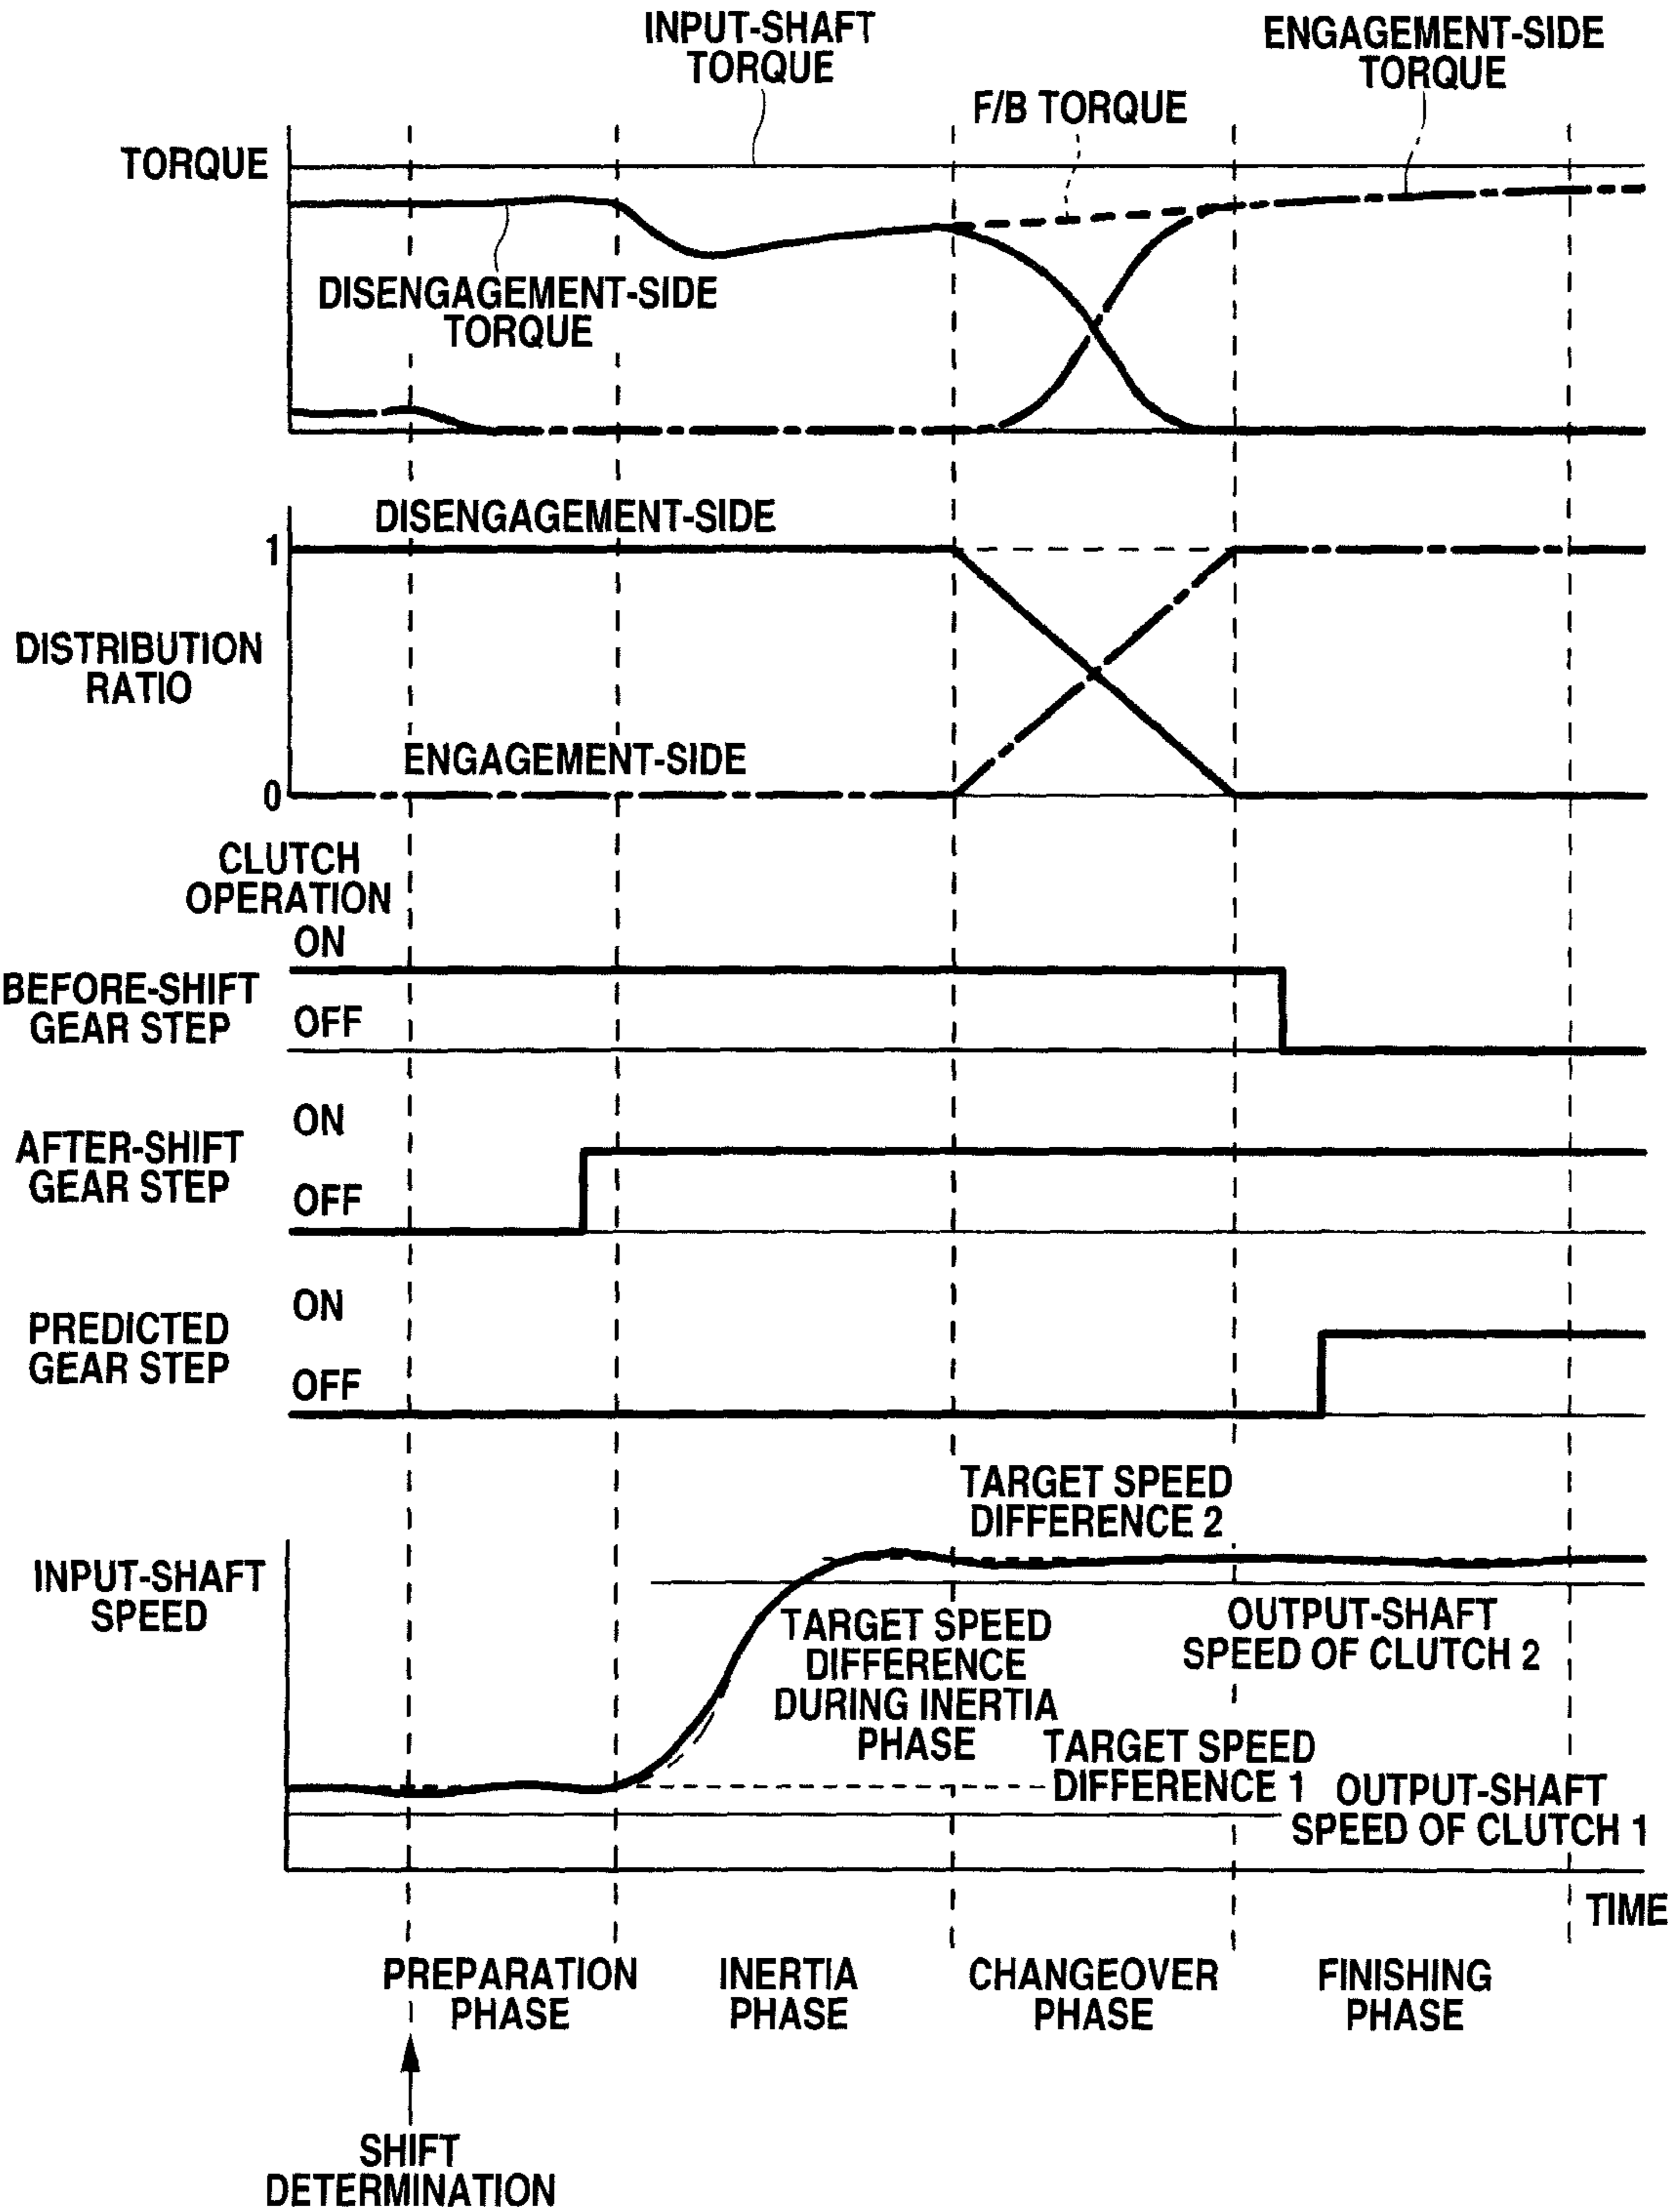 INPUT-SHAFT
TORQUE
ENGAGEMENT-SIDE
TORQUE
F/B TORQUE
TORQUE
DISENGAGEMENT-SIDE
TORQUE
DISENGAGEMENT-SIDE
1
DISTRIBUTION
RATIO
ENGAGEMENT-SIDE
0
CLUTCH
OPERATION
ON
BEFORE-SHIFT
GEAR STEP
OFF
ON
AFTER-SHIFT
GEAR STEP
OFF
ON
PREDICTED
GEAR STEP
OFF
TARGET SPEED
DIFFERENCE 2
INPUT-SHAFT
SPEED
OUTPUT-SHAFT
SPEED OF CLUTCH 2
TARGET SPEED
DIFFERENCE
DURING INERTIA
PHASE
TARGET SPEED
DIFFERENCE 1
OUTPUT-SHAFT
SPEED OF CLUTCH 1
TIME
PREPARATION
PHASE
INERTIA
PHASE
CHANGEOVER
PHASE
FINISHING
PHASE
SHIFT
DETERMINATION